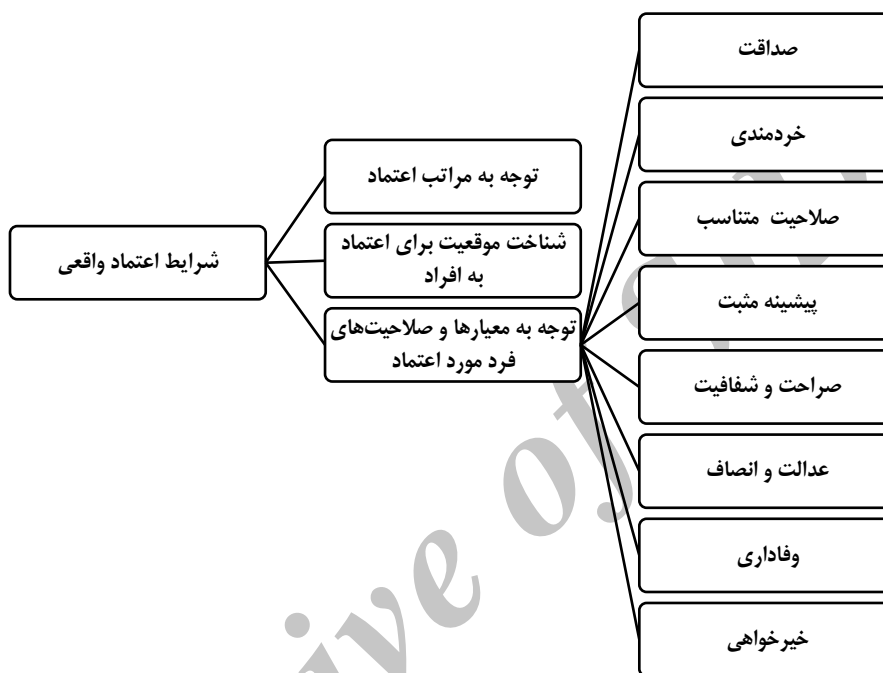 شرایط اعتماد واقعی
توجه به مراتب اعتماد
شناخت موقعیت برای اعتماد
به افراد
توجه به معیارها و صلاحیت‌های
فرد مورد اعتماد
صداقت
خردمندی
صلاحیت متناسب
پیشینه مثبت
صراحت و شفافیت
عدالت و انصاف
وفاداری
خیرخواهی